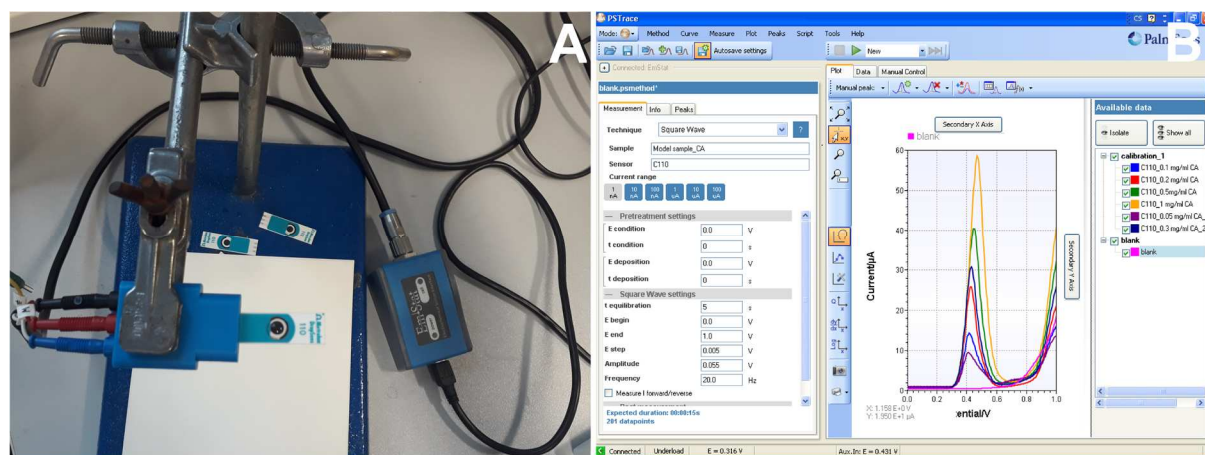 A
EmStat
110
PSTrace
CS
B
Mode:
Method Curve Measure Plot Peaks Script Tools Help
Autosave settings
New
Connected: EmStat
blank.psmethod*
Measurement Info Peaks
Technique Square Wave ?
Sample Model sample_CA
Sensor C110
Current range
1 nA 10 nA 100 nA 1 uA 10 uA 100 uA
Pretreatment settings
E condition 0.0 V
t condition 0 s
E deposition 0.0 V
t deposition 0 s
Square Wave settings
t equilibration 5 s
E begin 0.0 V
E end 1.0 V
E step 0.005 V
Amplitude 0.055 V
Frequency 20.0 Hz
Measure I forward/reverse
Expected duration: 00:00:15s
201 datapoints
Connected Underload E = 0.316 V Aux.In: E = 0.431 V
Plot Data Manual Control
Manual peak:
Secondary X Axis
blank
60
50
40
30
20
10
0
Current/µA
0.0 0.2 0.4 0.6 0.8 1.0
ential/V
X: 1.158 E+0 V
Y: 1.950 E+1 µA
Secondary Y Axis
Available data
Isolate Show all
calibration_1
C110_0.1 mg/ml CA
C110_0.2 mg/ml CA
C110_0.5mg/ml CA
C110_1 mg/ml CA
C110_0.05 mg/ml CA_
C110_0.3 mg/ml CA_2
blank
blank